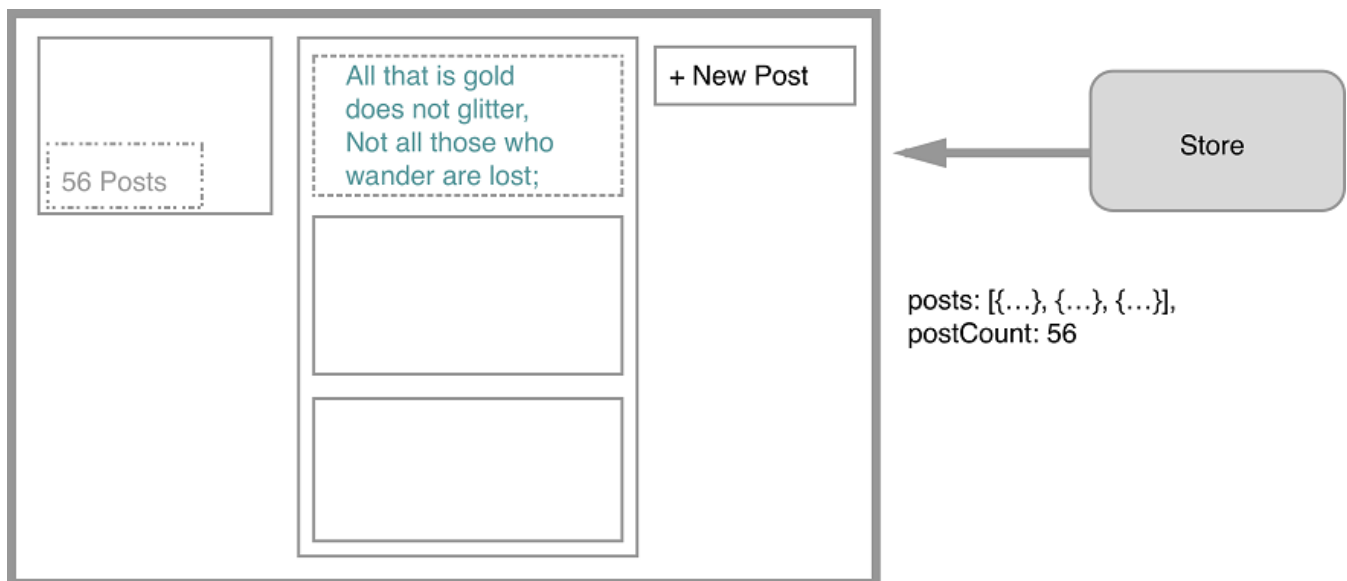 All that is gold
does not glitter,
Not all those who
wander are lost;
56 Posts
+ New Post
Store
posts: [{…}, {…}, {…}],
postCount: 56